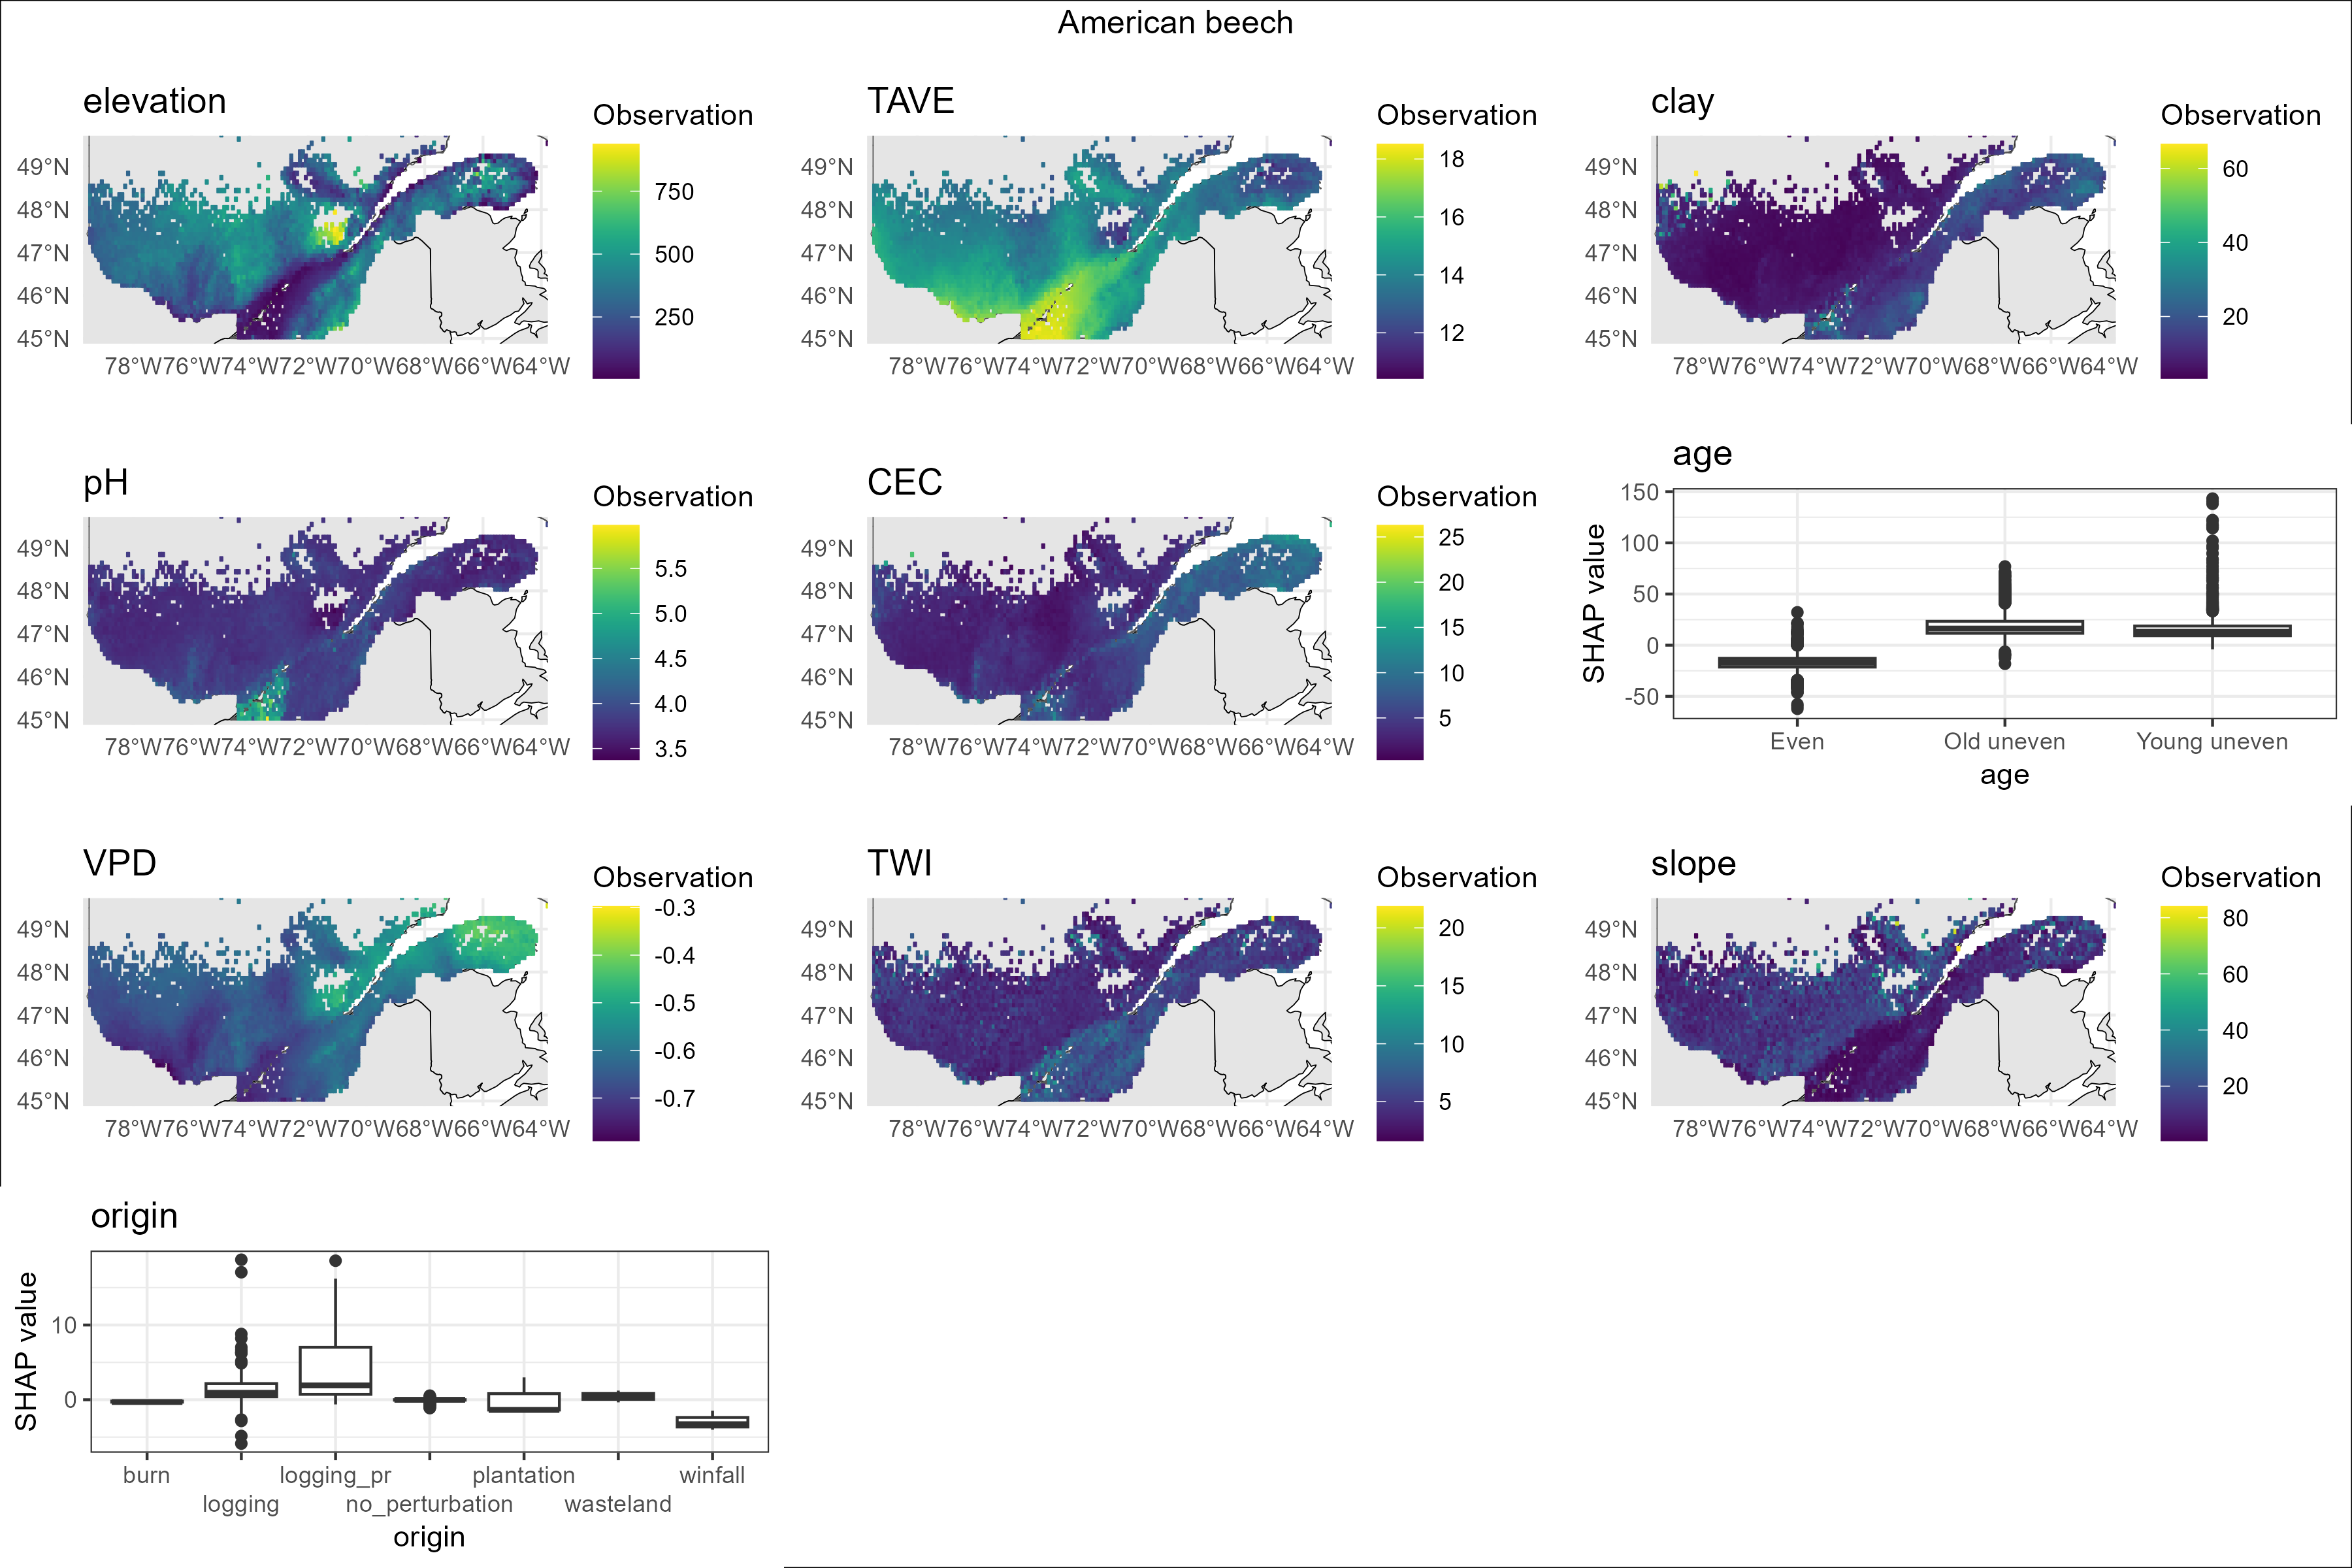 American beech
elevation
Observation
49°N
48°N
47°N
46°N
45°N
78°W76°W74°W72°W70°W68°W66°W64°W
750
500
250
TAVE
Observation
49°N
48°N
47°N
46°N
45°N
78°W76°W74°W72°W70°W68°W66°W64°W
18
16
14
12
clay
Observation
49°N
48°N
47°N
46°N
45°N
78°W76°W74°W72°W70°W68°W66°W64°W
60
40
20
pH
Observation
49°N
48°N
47°N
46°N
45°N
78°W76°W74°W72°W70°W68°W66°W64°W
5.5
5.0
4.5
4.0
3.5
CEC
Observation
49°N
48°N
47°N
46°N
45°N
78°W76°W74°W72°W70°W68°W66°W64°W
25
20
15
10
5
age
SHAP value
150
100
50
0
-50
Even Old uneven Young uneven
age
VPD
Observation
49°N
48°N
47°N
46°N
45°N
78°W76°W74°W72°W70°W68°W66°W64°W
-0.3
-0.4
-0.5
-0.6
-0.7
TWI
Observation
49°N
48°N
47°N
46°N
45°N
78°W76°W74°W72°W70°W68°W66°W64°W
20
15
10
5
slope
Observation
49°N
48°N
47°N
46°N
45°N
78°W76°W74°W72°W70°W68°W66°W64°W
80
60
40
20
origin
SHAP value
10
0
burn logging_pr plantation winfall
logging no_perturbation wasteland
origin